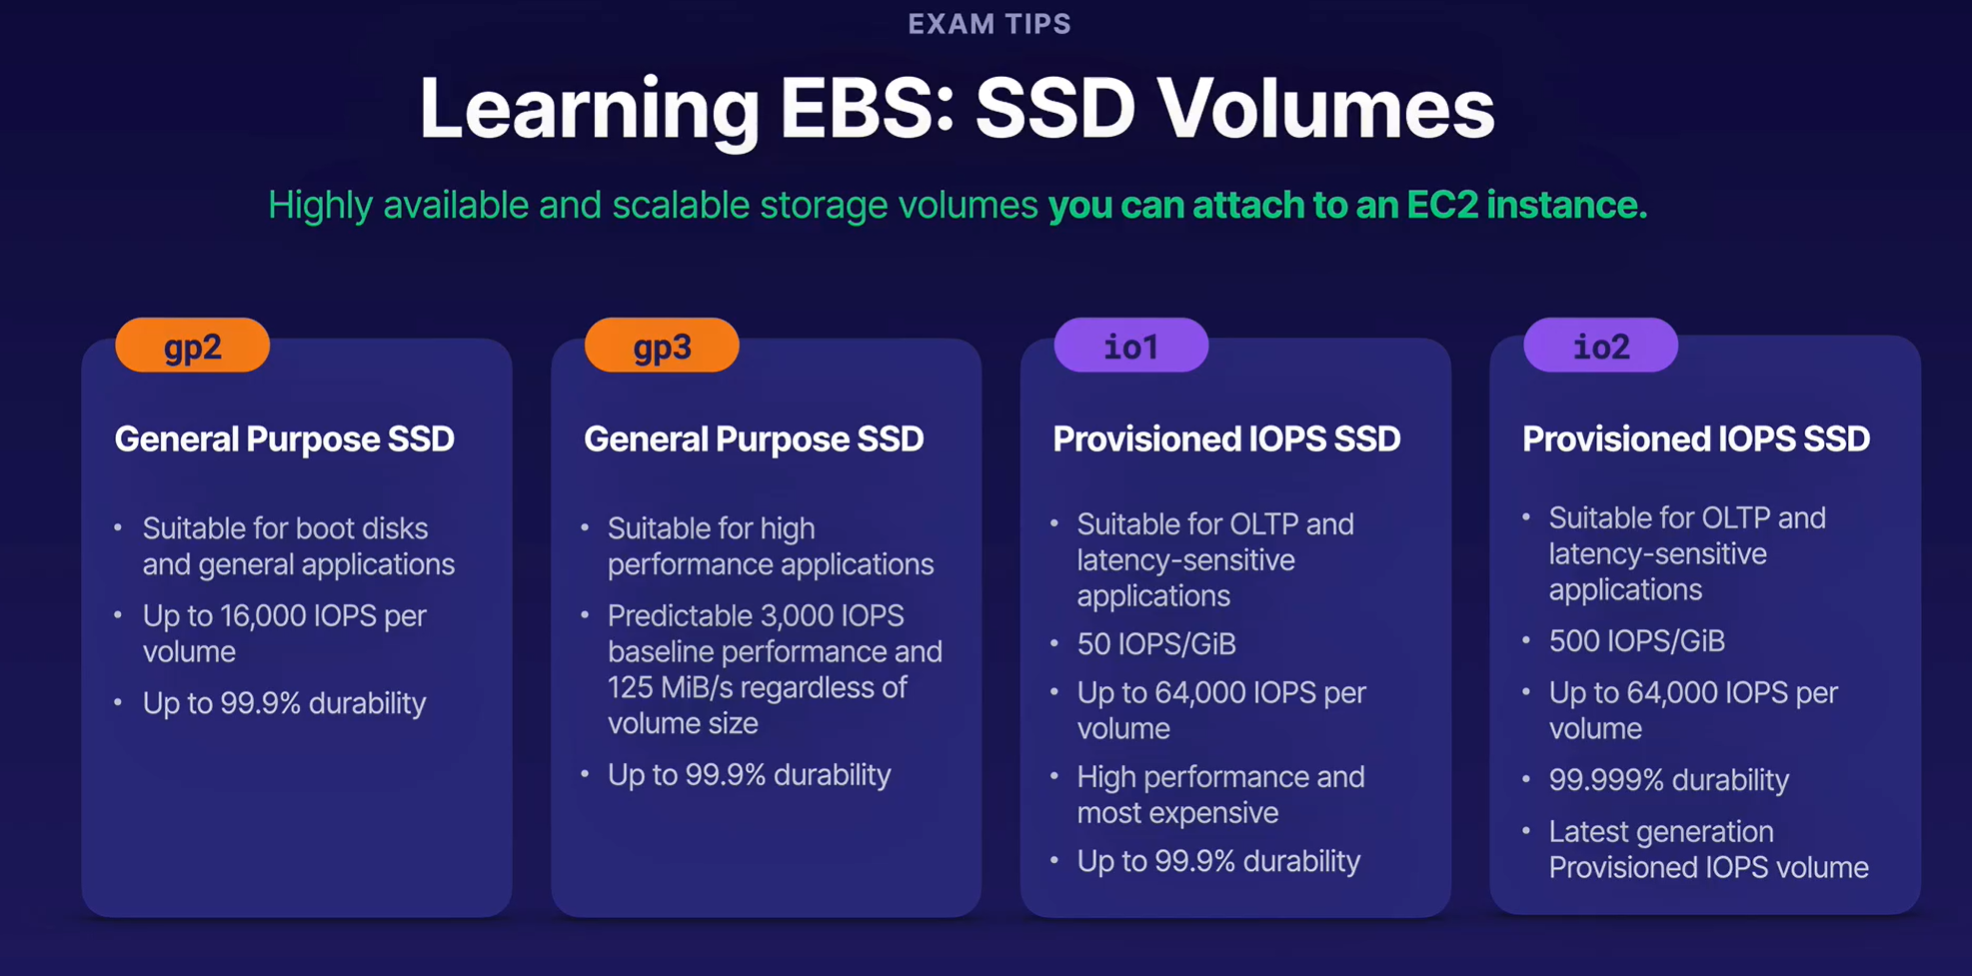 EXAM TIPS
Learning EBS: SSD Volumes
Highly available and scalable storage volumes you can attach to an EC2 instance.
gp2
General Purpose SSD
• Suitable for boot disks
and general applications
• Up to 16,000 IOPS per
volume
• Up to 99.9% durability
gp3
General Purpose SSD
• Suitable for high
performance applications
• Predictable 3,000 IOPS
baseline performance and
125 MiB/s regardless of
volume size
• Up to 99.9% durability
io1
Provisioned IOPS SSD
• Suitable for OLTP and
latency-sensitive
applications
• 50 IOPS/GiB
• Up to 64,000 IOPS per
volume
• High performance and
most expensive
• Up to 99.9% durability
io2
Provisioned IOPS SSD
• Suitable for OLTP and
latency-sensitive
applications
• 500 IOPS/GiB
• Up to 64,000 IOPS per
volume
• 99.999% durability
• Latest generation
Provisioned IOPS volume